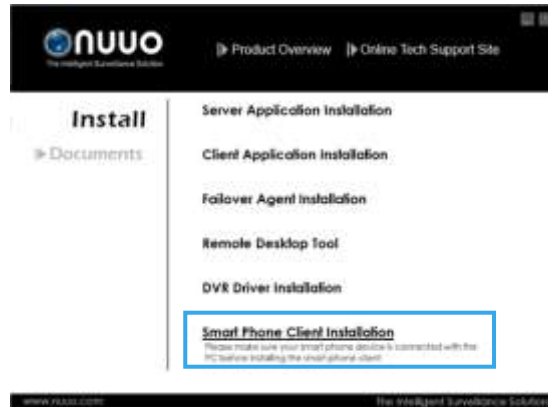 nuuo
The Intelligent Surveillance Solution
Product Overview Online Tech Support Site
Install
Documents
Server Application Installation
Client Application Installation
Failover Agent Installation
Remote Desktop Tool
DVR Driver Installation
Smart Phone Client Installation
Please make sure your smart phone device is connected with the
PC before installing the smart phone client
www.nuuo.com
The Intelligent Surveillance Solution